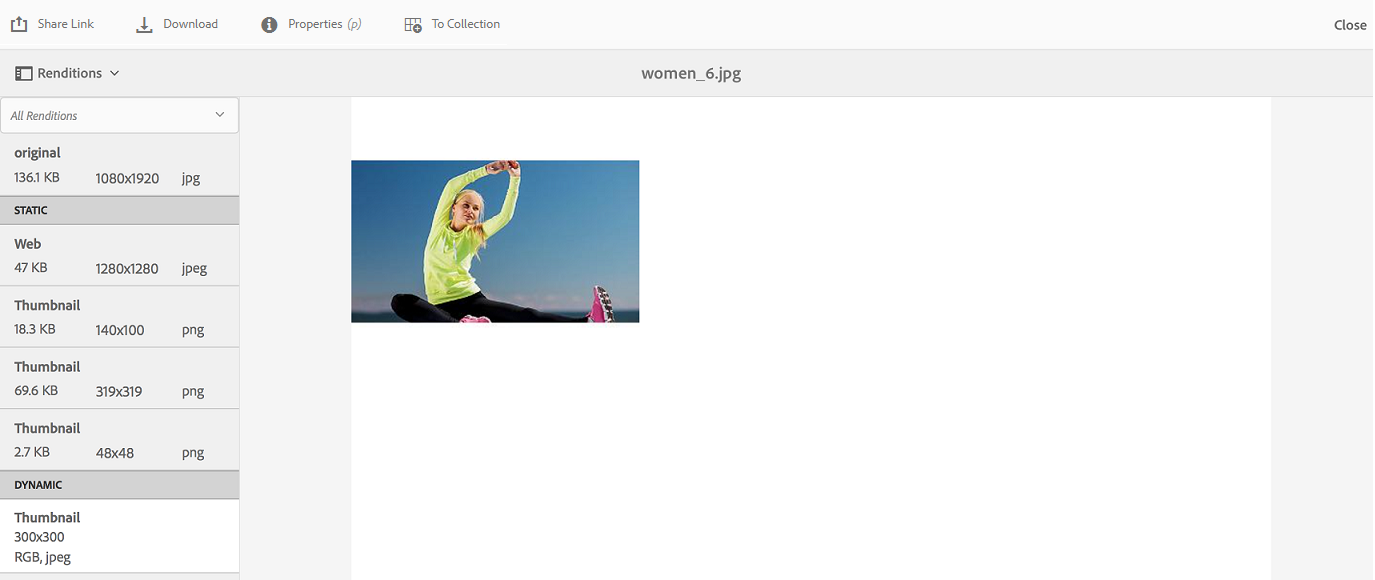 Share Link Download Properties (p) To Collection Close
Renditions women_6.jpg
All Renditions
original
136.1 KB 1080x1920 jpg
STATIC
Web
47 KB 1280x1280 jpeg
Thumbnail
18.3 KB 140x100 png
Thumbnail
69.6 KB 319x319 png
Thumbnail
2.7 KB 48x48 png
DYNAMIC
Thumbnail
300x300
RGB, jpeg